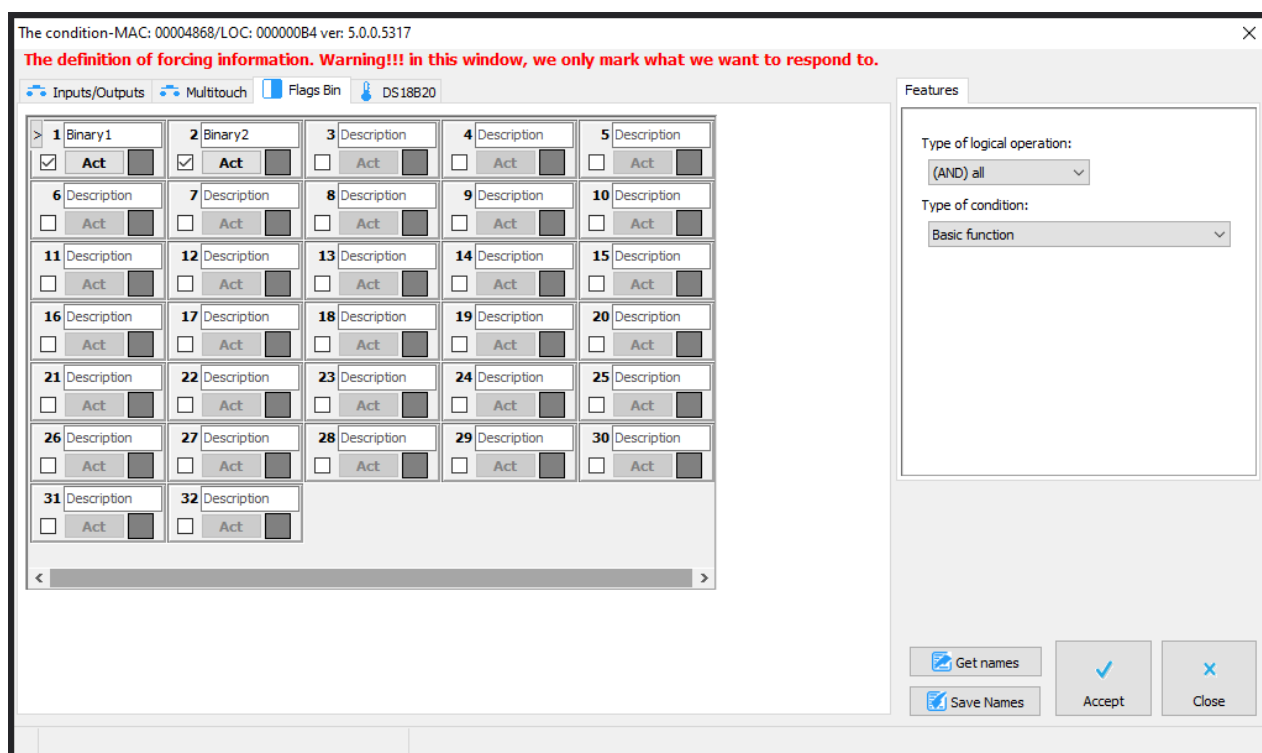 The condition-MAC: 00004868/LOC: 000000B4 ver: 5.0.0.5317
The definition of forcing information. Warning!!! in this window, we only mark what we want to respond to.
Inputs/Outputs Multitouch Flags Bin DS18B20
> 1 Binary1 2 Binary2 3 Description 4 Description 5 Description
Act Act Act Act Act
6 Description 7 Description 8 Description 9 Description 10 Description
Act Act Act Act Act
11 Description 12 Description 13 Description 14 Description 15 Description
Act Act Act Act Act
16 Description 17 Description 18 Description 19 Description 20 Description
Act Act Act Act Act
21 Description 22 Description 23 Description 24 Description 25 Description
Act Act Act Act Act
26 Description 27 Description 28 Description 29 Description 30 Description
Act Act Act Act Act
31 Description 32 Description
Act Act
Features
Type of logical operation:
(AND) all
Type of condition:
Basic function
Get names
Save Names
Accept
Close